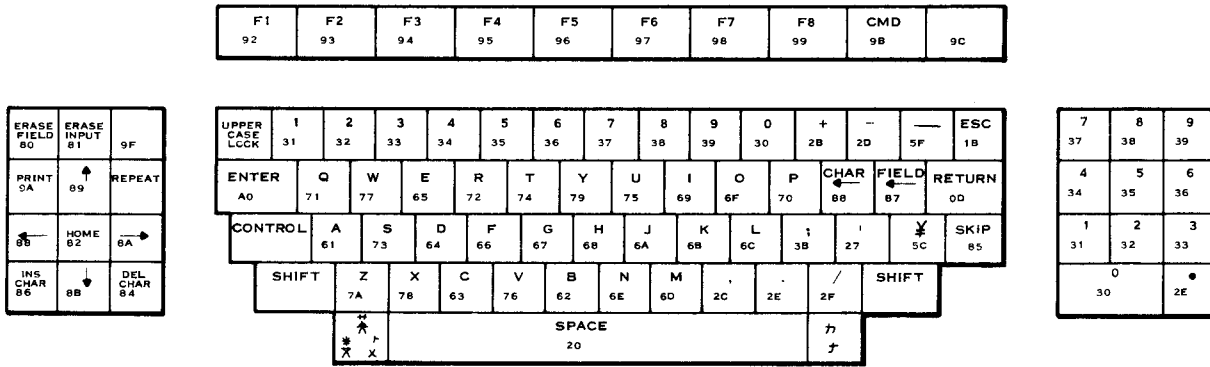 F1 F2 F3 F4 F5 F6 F7 F8 CMD
92 93 94 95 96 97 98 99 9B 9C
ERASE FIELD 80
ERASE INPUT 81
9F
PRINT 9A
89
REPEAT
88
HOME 82
8A
INS CHAR 86
8B
DEL CHAR 84
UPPER CASE LOCK
1 2 3 4 5 6 7 8 9 0 + - — ESC
31 32 33 34 35 36 37 38 39 30 2B 2D 5F 1B
ENTER Q W E R T Y U I O P CHAR FIELD RETURN
A0 71 77 65 72 74 79 75 69 6F 70 88 87 0D
CONTROL A S D F G H J K L ; ' ¥ SKIP
61 73 64 66 67 68 6A 6B 6C 3B 27 5C 85
SHIFT Z X C V B N M , . / SHIFT
7A 78 63 76 62 6E 6D 2C 2E 2F
SPACE
20
カ
ナ
7 8 9
37 38 39
4 5 6
34 35 36
1 2 3
31 32 33
0 •
30 2E